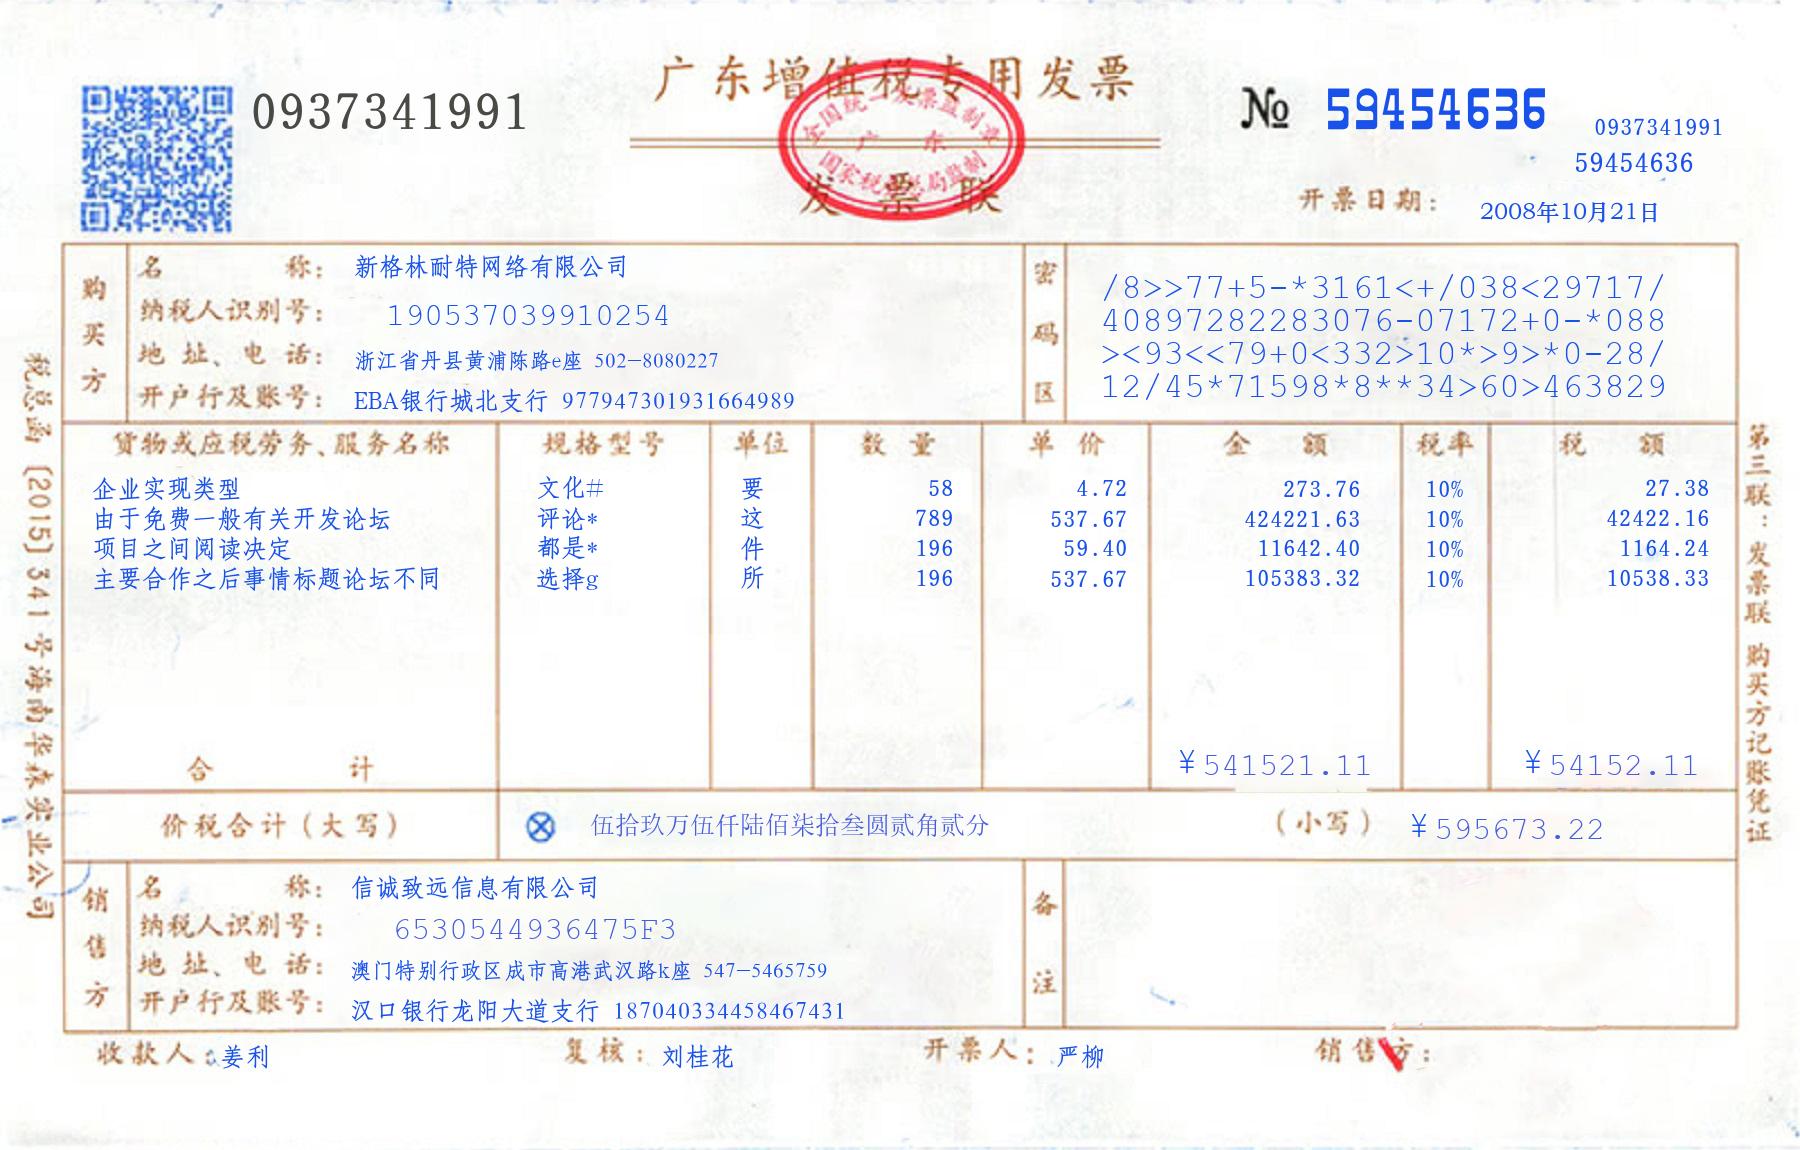 广东增值税专用发票
发票联
全国统一发票监制章
广东
国家税务总局监制
0937341991
№ 59454636
0937341991
59454636
开票日期: 2008年10月21日
购买方
名称: 新格林耐特网络有限公司
纳税人识别号: 190537039910254
地址、电话: 浙江省丹县黄浦陈路e座 502-8080227
开户行及账号: EBA银行城北支行 977947301931664989
密码区
/8>>77+5-*3161<+/038<29717/
40897282283076-07172+0-*088
><93<<79+0<332>10*>9>*0-28/
12/45*71598*8**34>60>463829
货物或应税劳务、服务名称 规格型号 单位 数量 单价 金额 税率 税额
企业实现类型 文化# 要 58 4.72 273.76 10% 27.38
由于免费一般有关开发论坛 评论* 这 789 537.67 424221.63 10% 42422.16
项目之间阅读决定 都是* 件 196 59.40 11642.40 10% 1164.24
主要合作之后事情标题论坛不同 选择g 所 196 537.67 105383.32 10% 10538.33
合计 ¥541521.11 ¥54152.11
价税合计(大写) 伍拾玖万伍仟陆佰柒拾叁圆贰角贰分 (小写) ¥595673.22
销售方
名称: 信诚致远信息有限公司
纳税人识别号: 6530544936475F3
地址、电话: 澳门特别行政区成市高港武汉路k座 547-5465759
开户行及账号: 汉口银行龙阳大道支行 187040334458467431
备注
收款人: 姜利 复核: 刘桂花 开票人: 严柳 销售方:
税总函〔2015〕341号海南华森实业公司
第三联:发票联 购买方记账凭证